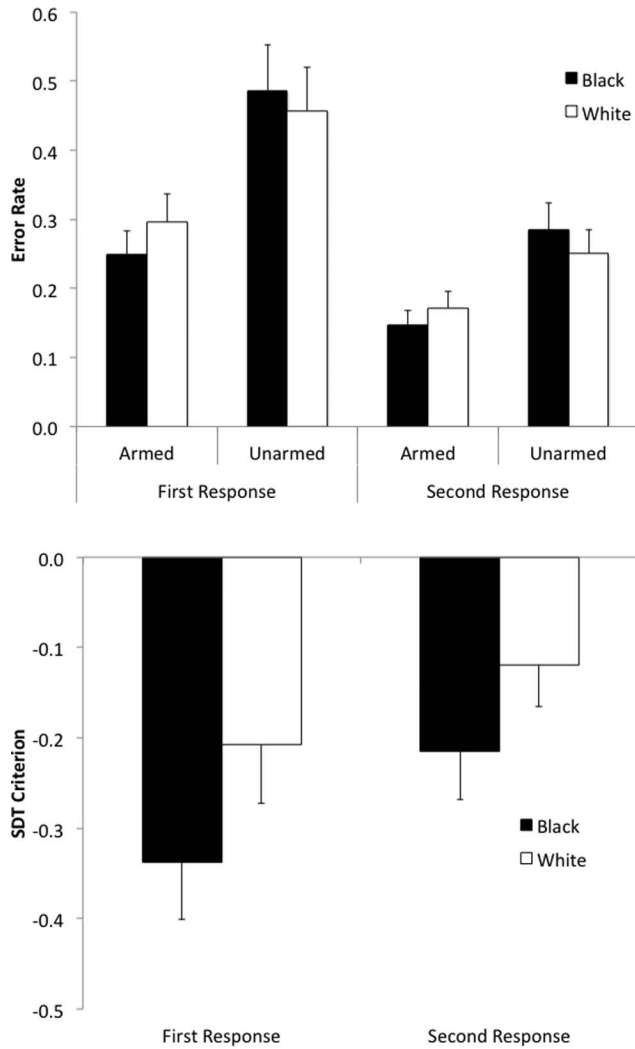 0.6
0.5
0.4
0.3
0.2
0.1
0.0
Error Rate
Black
White
Armed Unarmed Armed Unarmed
First Response Second Response
0.0
-0.1
-0.2
-0.3
-0.4
-0.5
SDT Criterion
Black
White
First Response Second Response